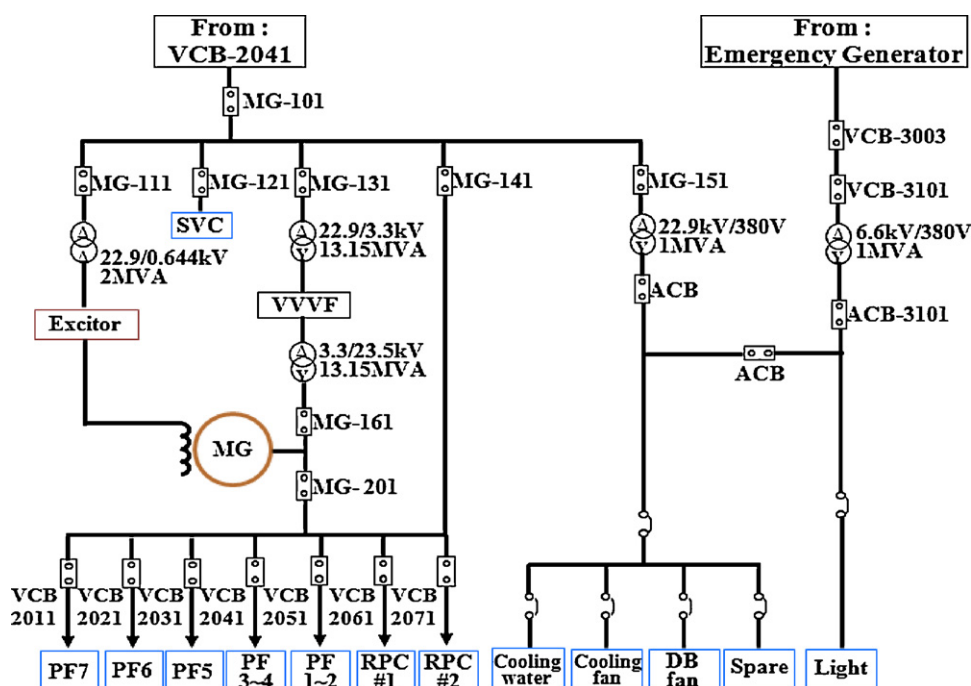 From :
VCB-2041
From :
Emergency Generator
MG-101
VCB-3003
MG-111
MG-121
MG-131
MG-141
MG-151
VCB-3101
SVC
22.9/0.644kV
2MVA
22.9/3.3kV
13.15MVA
22.9kV/380V
1MVA
6.6kV/380V
1MVA
ACB
VVVF
Excitor
ACB-3101
3.3/23.5kV
13.15MVA
ACB
MG-161
MG
MG-201
VCB
2011
VCB
2021
VCB
2031
VCB
2041
VCB
2051
VCB
2061
VCB
2071
PF7
PF6
PF5
PF
3~4
PF
1~2
RPC
#1
RPC
#2
Cooling
water
Cooling
fan
DB
fan
Spare
Light